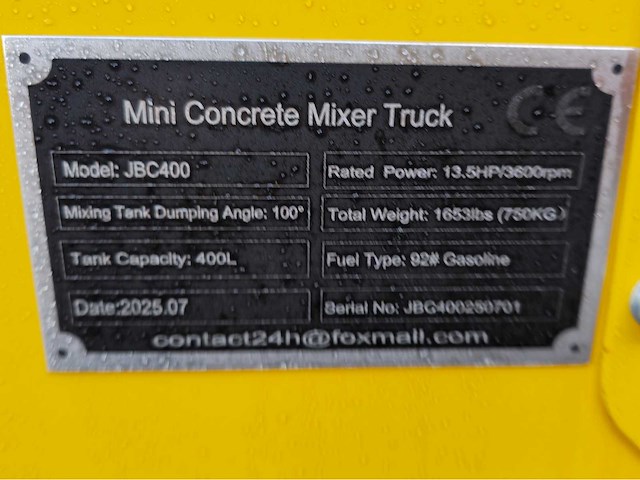 Mini Concrete Mixer Truck CE
Model: JBC400
Rated Power: 13.5HP/3600rpm
Mixing Tank Dumping Angle: 100°
Total Weight: 1653lbs (750KG)
Tank Capacity: 400L
Fuel Type: 92# Gasoline
Date:2025.07
Serial No: JBC400250701
contact24h@foxmail.com